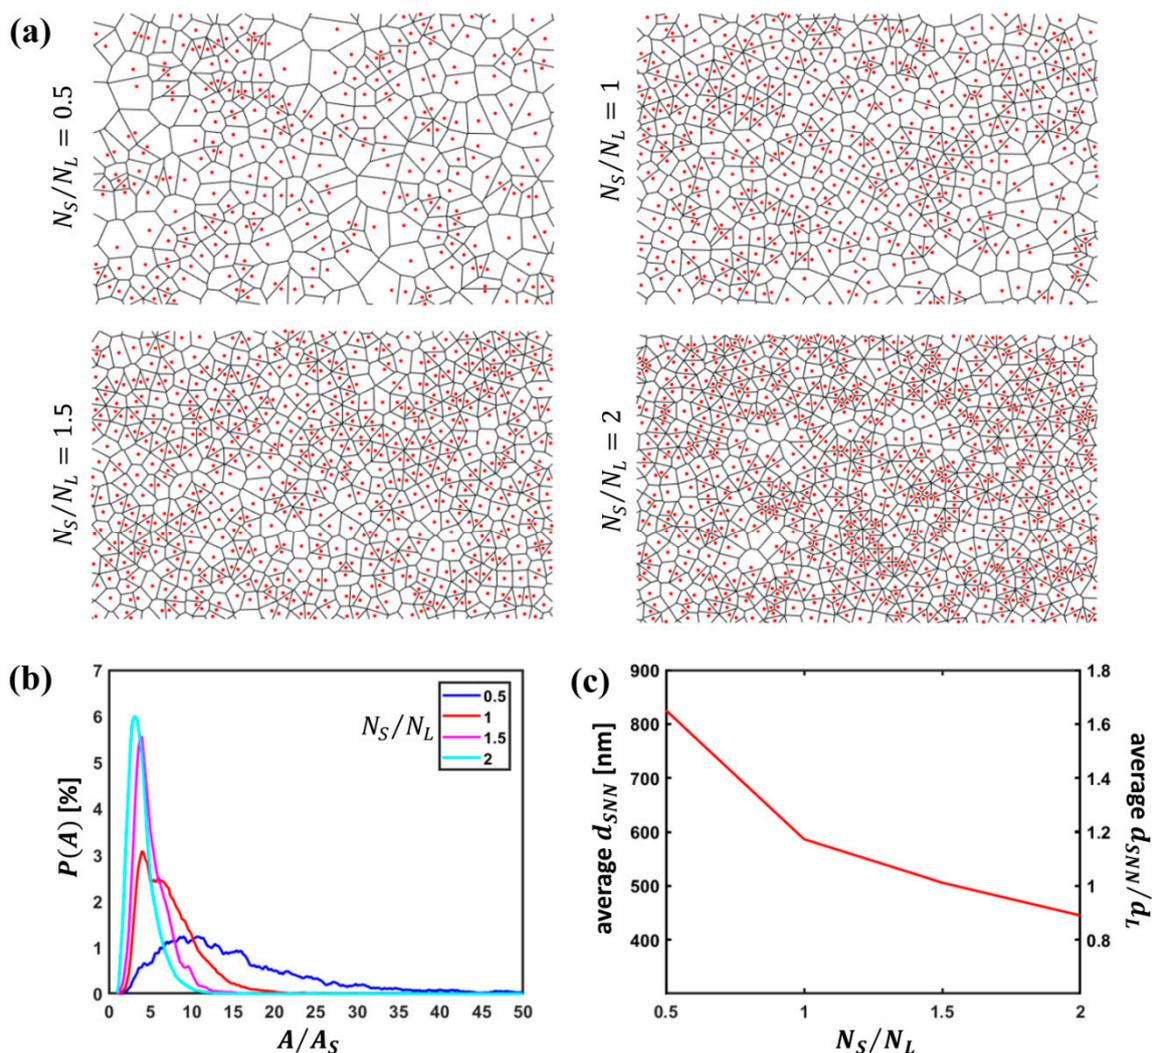 (a)
N_S/N_L = 0.5
N_S/N_L = 1
N_S/N_L = 1.5
N_S/N_L = 2
(b)
7
6
5
4
3
2
1
0
P(A) [%]
N_S/N_L
0.5
1
1.5
2
0 5 10 15 20 25 30 35 40 45 50
A/A_S
(c)
900
800
700
600
500
400
average d_SNN [nm]
1.8
1.6
1.4
1.2
1
0.8
average d_SNN/d_L
0.5 1 1.5 2
N_S/N_L